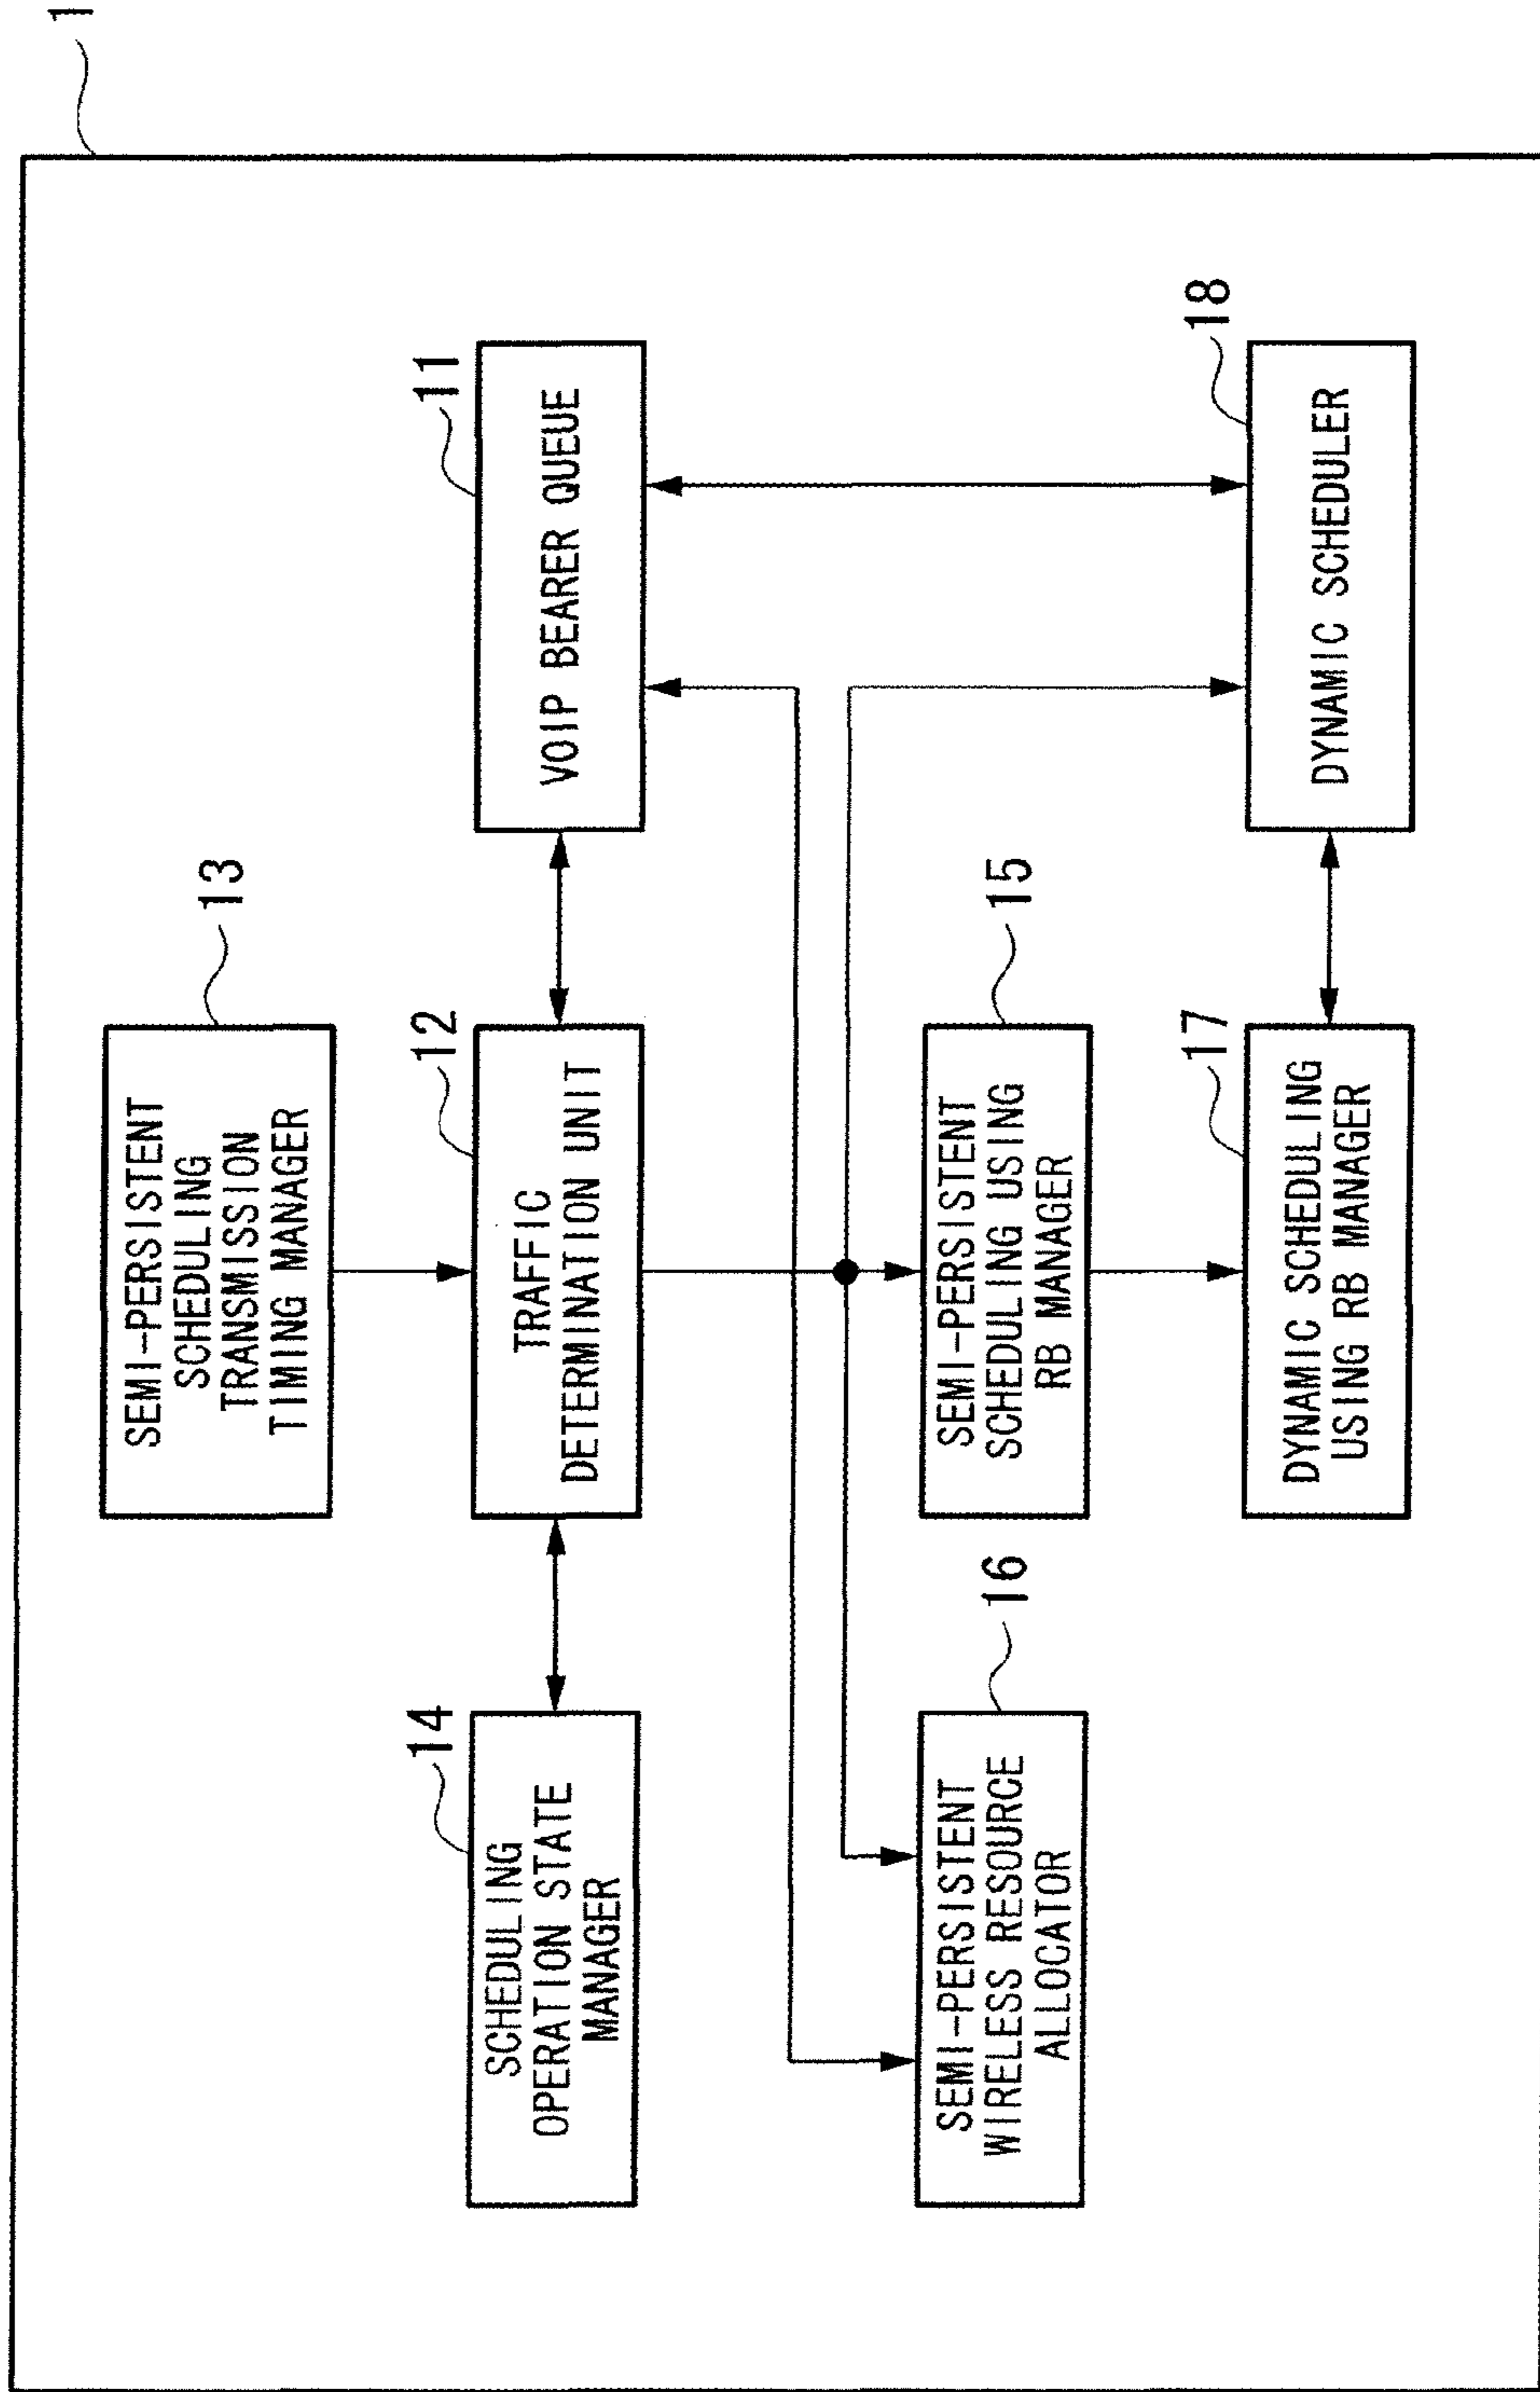 1
13
SEMI-PERSISTENT
SCHEDULING
TRANSMISSION
TIMING MANAGER
14
SCHEDULING
OPERATION STATE
MANAGER
12
TRAFFIC
DETERMINATION UNIT
11
VOIP BEARER QUEUE
16
SEMI-PERSISTENT
WIRELESS RESOURCE
ALLOCATOR
15
SEMI-PERSISTENT
SCHEDULING USING
RB MANAGER
17
DYNAMIC SCHEDULING
USING RB MANAGER
18
DYNAMIC SCHEDULER